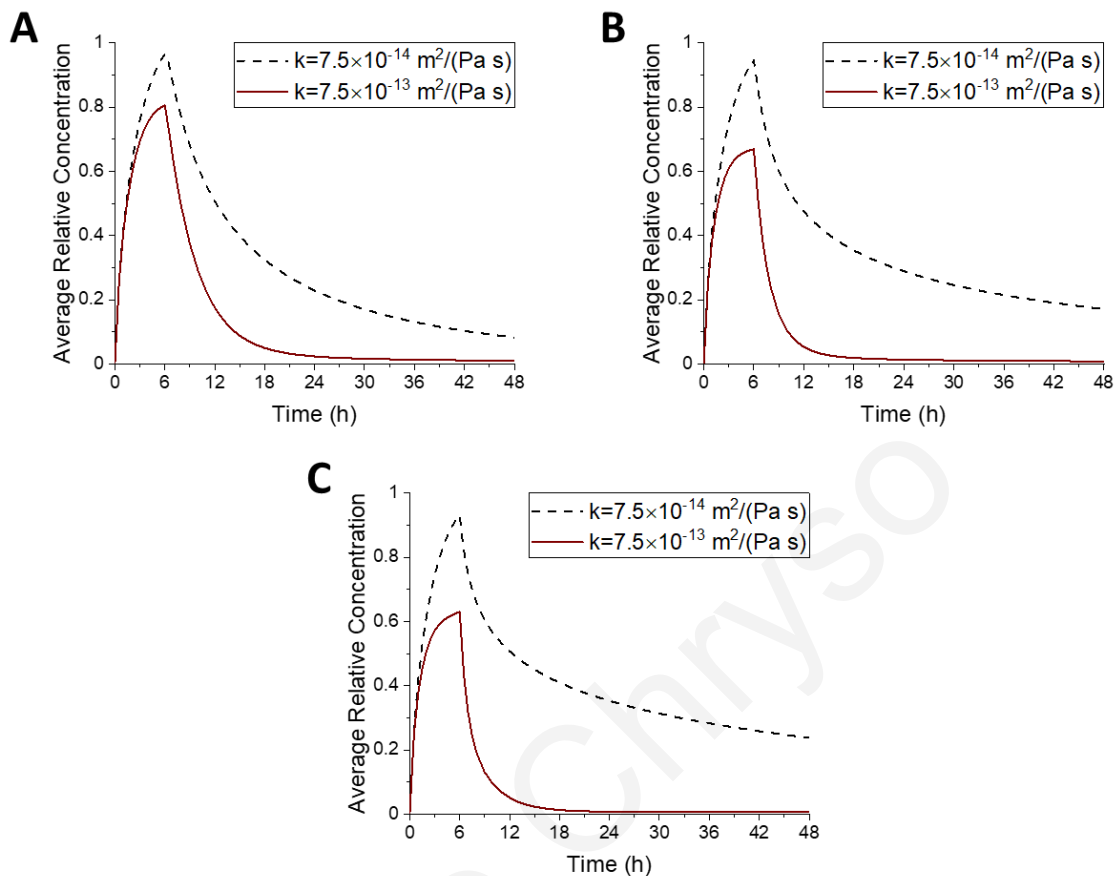 A
Average Relative Concentration
1
0.8
0.6
0.4
0.2
0
k=7.5×10⁻¹⁴ m²/(Pa s)
k=7.5×10⁻¹³ m²/(Pa s)
0 6 12 18 24 30 36 42 48
Time (h)
B
Average Relative Concentration
1
0.8
0.6
0.4
0.2
0
k=7.5×10⁻¹⁴ m²/(Pa s)
k=7.5×10⁻¹³ m²/(Pa s)
0 6 12 18 24 30 36 42 48
Time (h)
C
Average Relative Concentration
1
0.8
0.6
0.4
0.2
0
k=7.5×10⁻¹⁴ m²/(Pa s)
k=7.5×10⁻¹³ m²/(Pa s)
0 6 12 18 24 30 36 42 48
Time (h)
Chryso